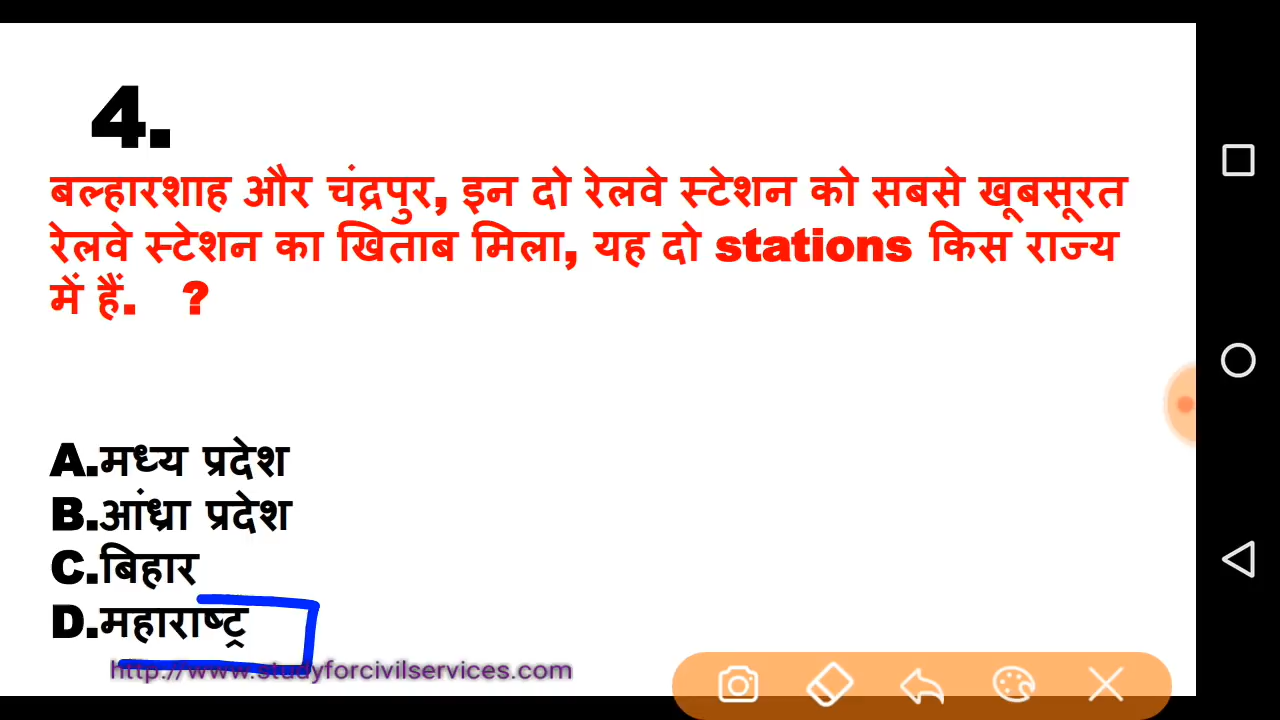 4.
बल्हारशाह और चंद्रपुर, इन दो रेलवे स्टेशन को सबसे खूबसूरत
रेलवे स्टेशन का खिताब मिला, यह दो stations किस राज्य
में हैं. ?
A.मध्य प्रदेश
B.आंध्रा प्रदेश
C.बिहार
D.महाराष्ट्र
http://www.studyforcivilservices.com